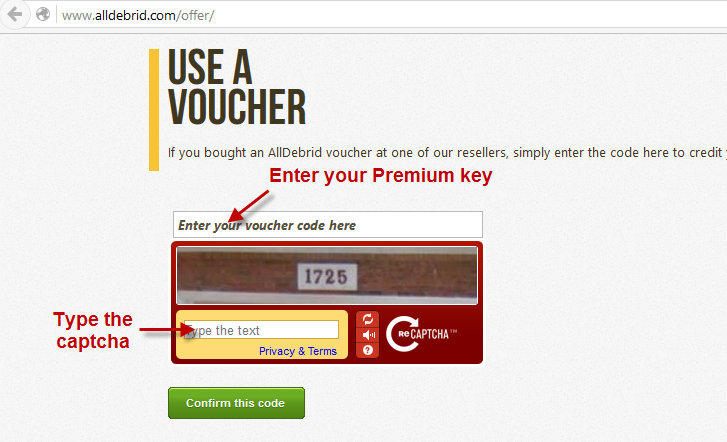 www.alldebrid.com/offer/
USE A
VOUCHER
If you bought an AllDebrid voucher at one of our resellers, simply enter the code here to credit
Enter your Premium key
Enter your voucher code here
1725
Type the
captcha
Type the text
Privacy & Terms
reCAPTCHA™
Confirm this code